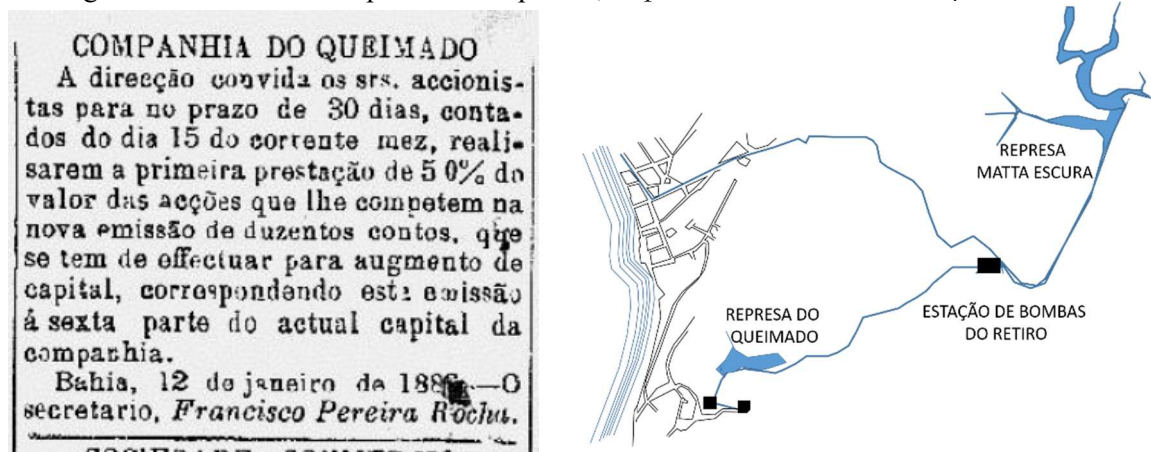 COMPANHIA DO QUEIMADO
A direcção convida os srs. accionis-
tas para no prazo de 30 dias, conta-
dos do dia 15 do corrente mez, reali-
sarem a primeira prestação de 5 0% do
valor das acções que lhe competem na
nova emissão de duzentos contos, que
se tem de effectuar para augmento de
capital, correspondendo esta emissão
á sexta parte do actual capital da
companhia.
Bahia, 12 de janeiro de 188 —O
secretario, Francisco Pereira Rocha.
REPRESA
MATTA ESCURA
REPRESA DO
QUEIMADO
ESTAÇÃO DE BOMBAS
DO RETIRO